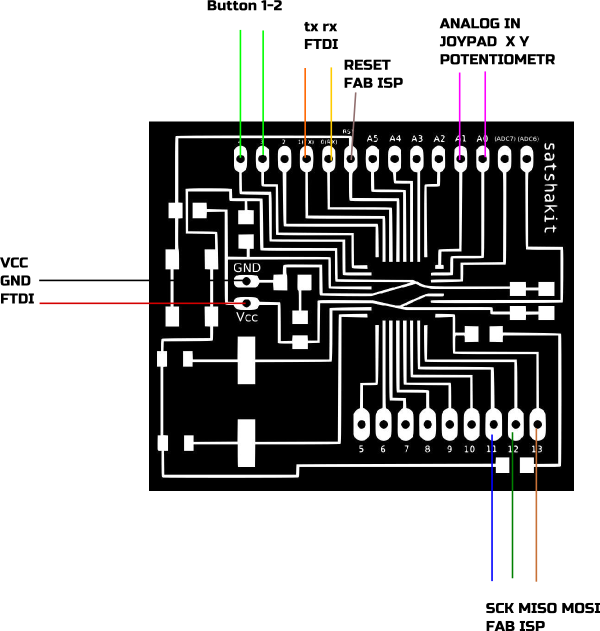 Button 1-2
tx rx
FTDI
RESET
FAB ISP
ANALOG IN
JOYPAD X Y
POTENTIOMETR
2 1(TX) 0(RX) A5 A4 A3 A2 A1 A0 (ADC7) (ADC6)
satshakit
VCC
GND
FTDI
GND
Vcc
5 6 7 8 9 10 11 12 13
SCK MISO MOSI
FAB ISP